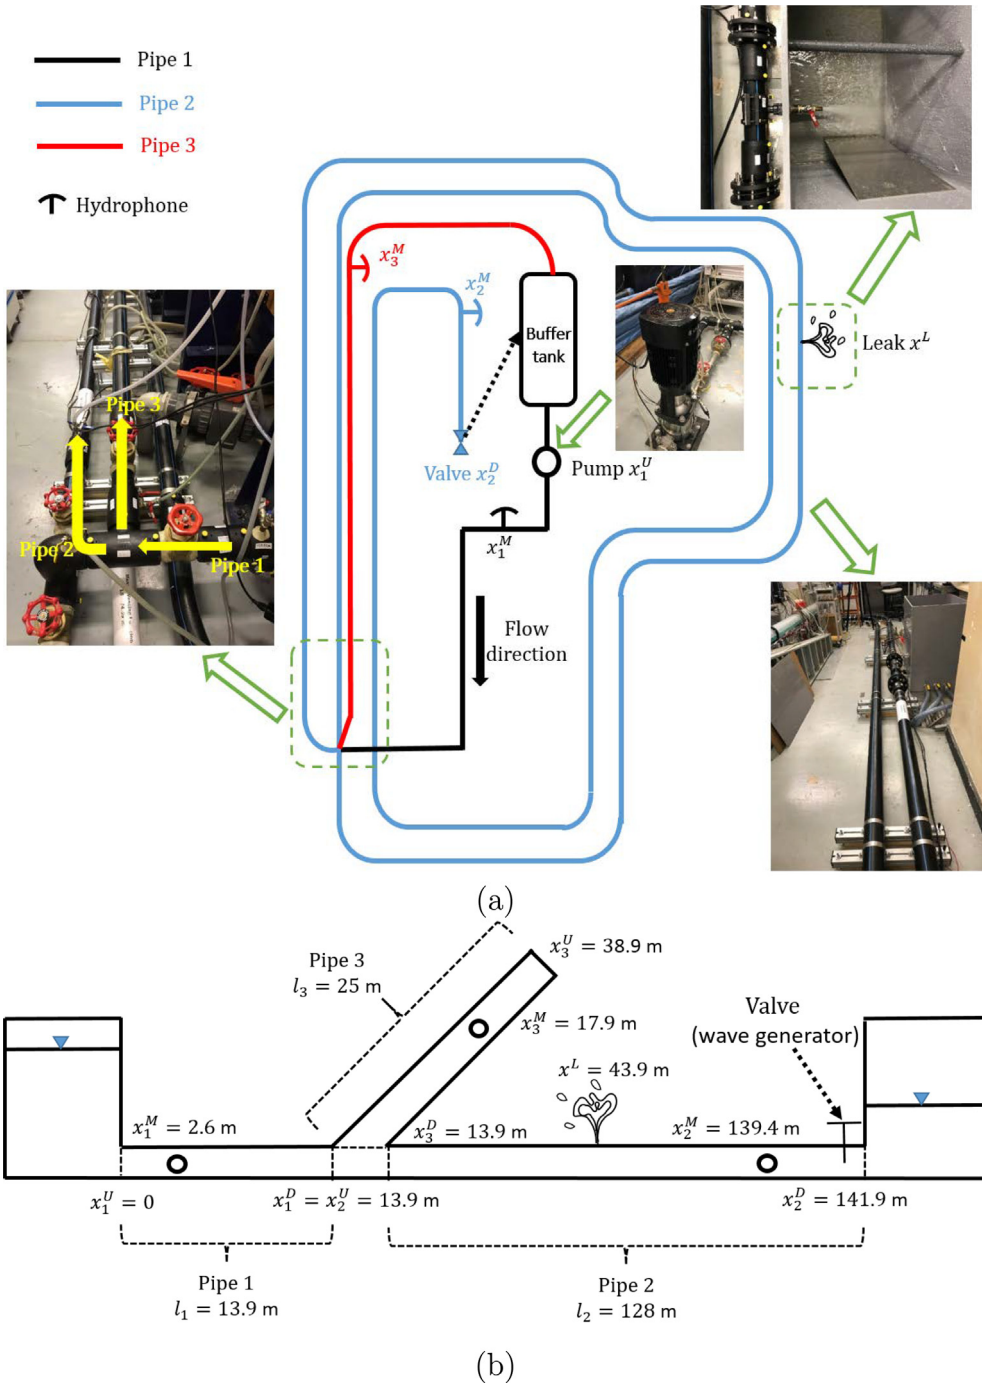 Pipe 1
Pipe 2
Pipe 3
Hydrophone
x₃ᴹ
x₂ᴹ
Buffer
tank
Leak xᴸ
Pipe 3
Valve x₂ᴰ
Pump x₁ᵁ
Pipe 2
Pipe 1
x₁ᴹ
Flow
direction
(a)
Pipe 3
l₃ = 25 m
x₃ᵁ = 38.9 m
x₃ᴹ = 17.9 m
Valve
(wave generator)
xᴸ = 43.9 m
x₁ᴹ = 2.6 m
x₃ᴰ = 13.9 m
x₂ᴹ = 139.4 m
x₁ᵁ = 0
x₁ᴰ = x₂ᵁ = 13.9 m
x₂ᴰ = 141.9 m
Pipe 1
l₁ = 13.9 m
Pipe 2
l₂ = 128 m
(b)